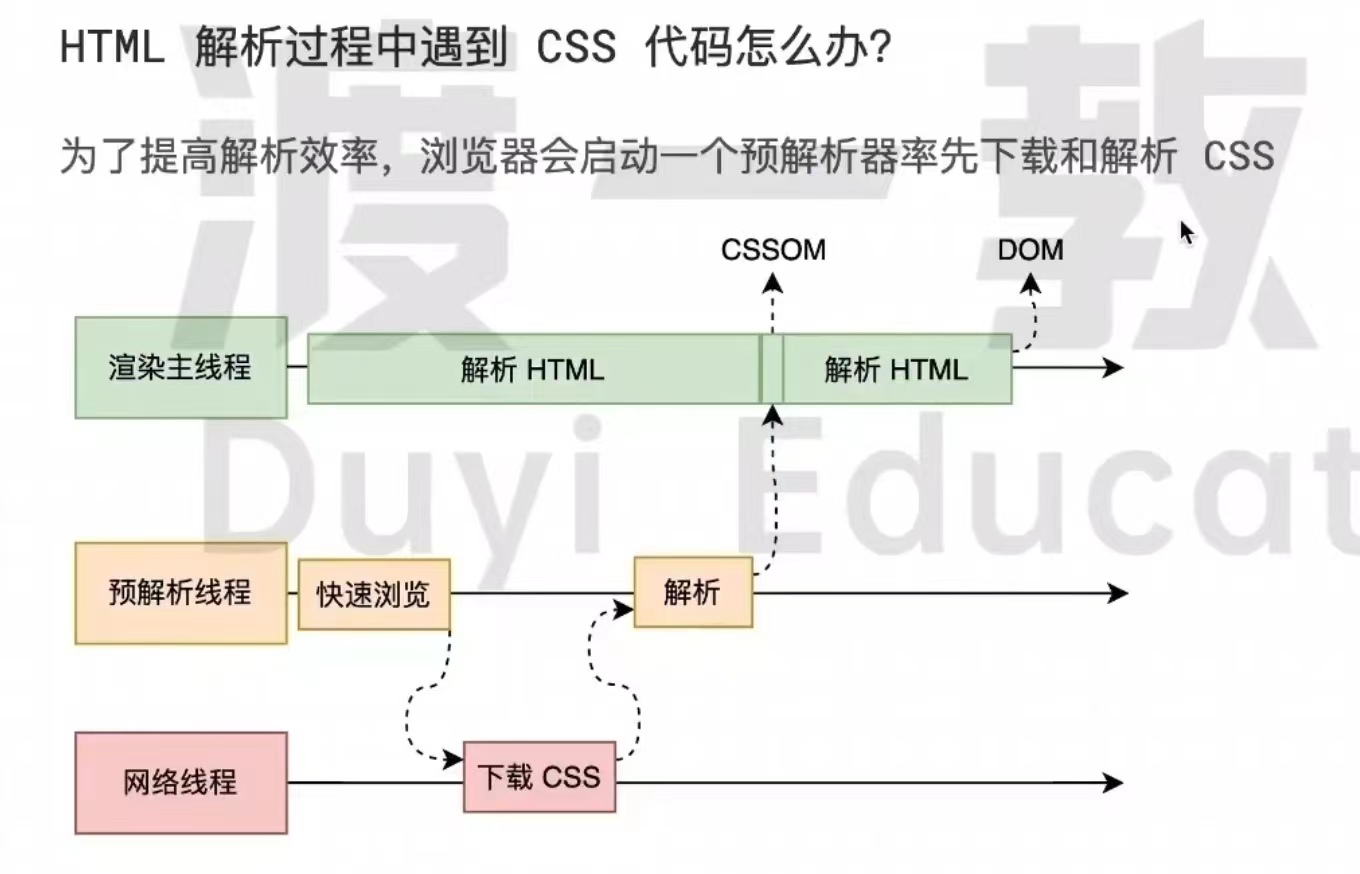 HTML 解析过程中遇到 CSS 代码怎么办?
为了提高解析效率，浏览器会启动一个预解析器率先下载和解析 CSS
CSSOM
DOM
渲染主线程
解析 HTML
解析 HTML
预解析线程
快速浏览
解析
网络线程
下载 CSS
渡一教
Duyi Educat